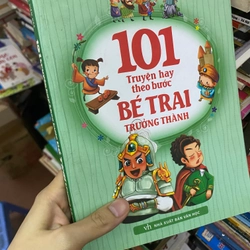 101
Truyện hay
theo bước
BÉ TRAI
TRƯỞNG THÀNH
NHÀ XUẤT BẢN VĂN HỌC